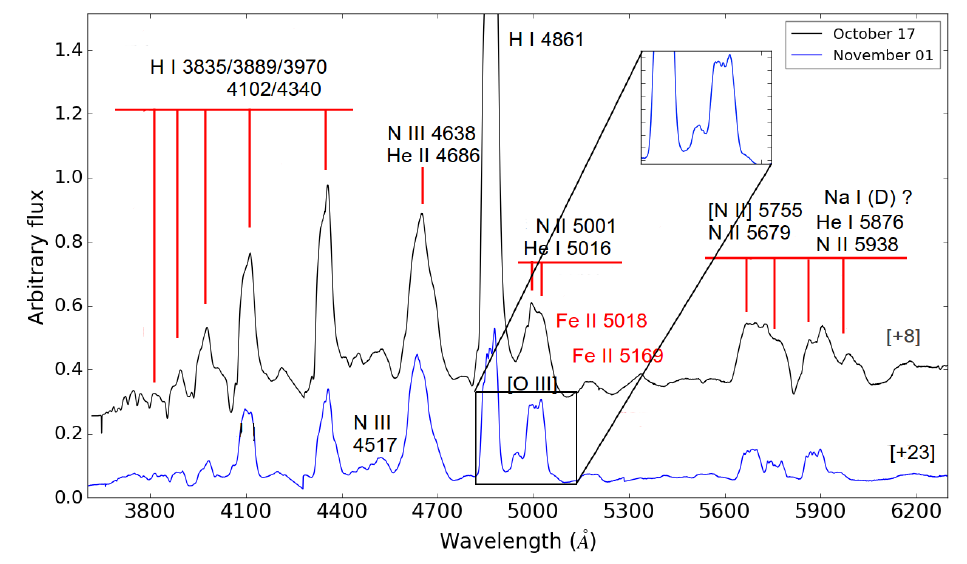 H I 4861
October 17
November 01
H I 3835/3889/3970
4102/4340
N III 4638
He II 4686
N II 5001
He I 5016
Fe II 5018
Fe II 5169
[O III]
N III
4517
[N II] 5755
N II 5679
Na I (D) ?
He I 5876
N II 5938
[+8]
[+23]
Arbitrary flux
1.4
1.2
1.0
0.8
0.6
0.4
0.2
0.0
3800 4100 4400 4700 5000 5300 5600 5900 6200
Wavelength (Å)